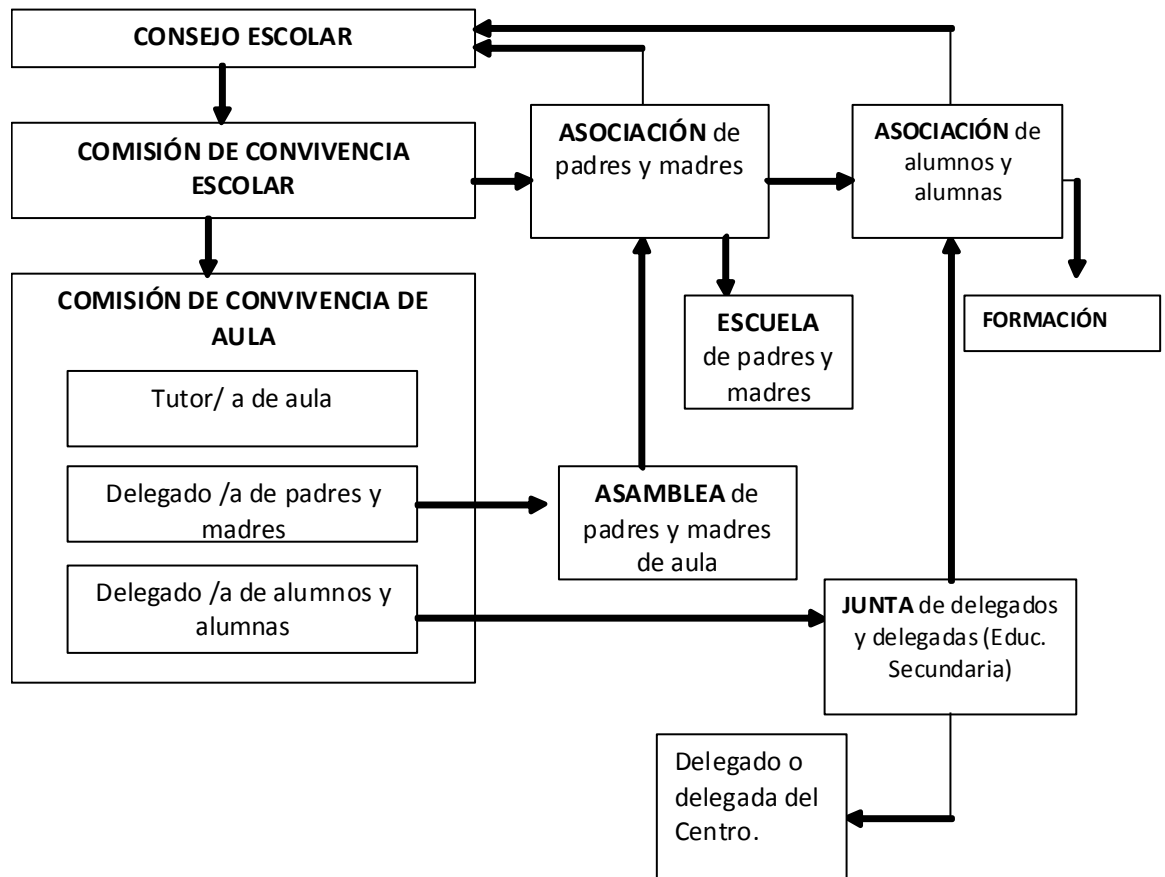 CONSEJO ESCOLAR
COMISIÓN DE CONVIVENCIA
ESCOLAR
ASOCIACIÓN de
padres y madres
ASOCIACIÓN de
alumnos y
alumnas
COMISIÓN DE CONVIVENCIA DE
AULA
Tutor/ a de aula
Delegado /a de padres y
madres
Delegado /a de alumnos y
alumnas
ESCUELA
de padres y
madres
FORMACIÓN
ASAMBLEA de
padres y madres
de aula
JUNTA de delegados
y delegadas (Educ.
Secundaria)
Delegado o
delegada del
Centro.